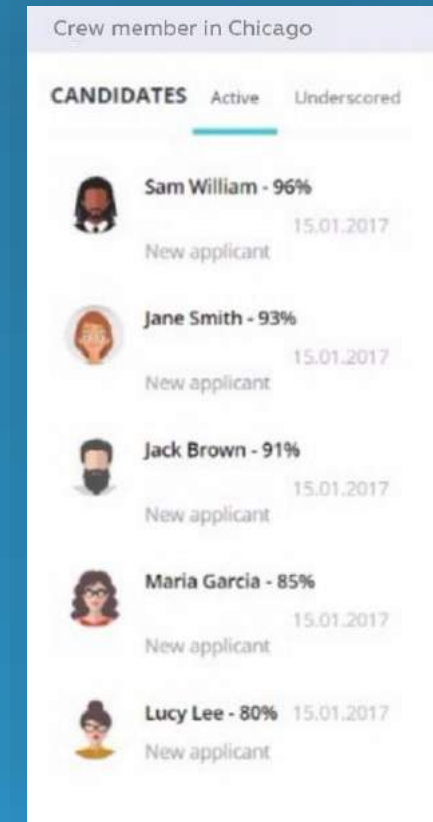 Crew member in Chicago
CANDIDATES Active Underscored
Sam William - 96%
15.01.2017
New applicant
Jane Smith - 93%
15.01.2017
New applicant
Jack Brown - 91%
15.01.2017
New applicant
Maria Garcia - 85%
15.01.2017
New applicant
Lucy Lee - 80% 15.01.2017
New applicant